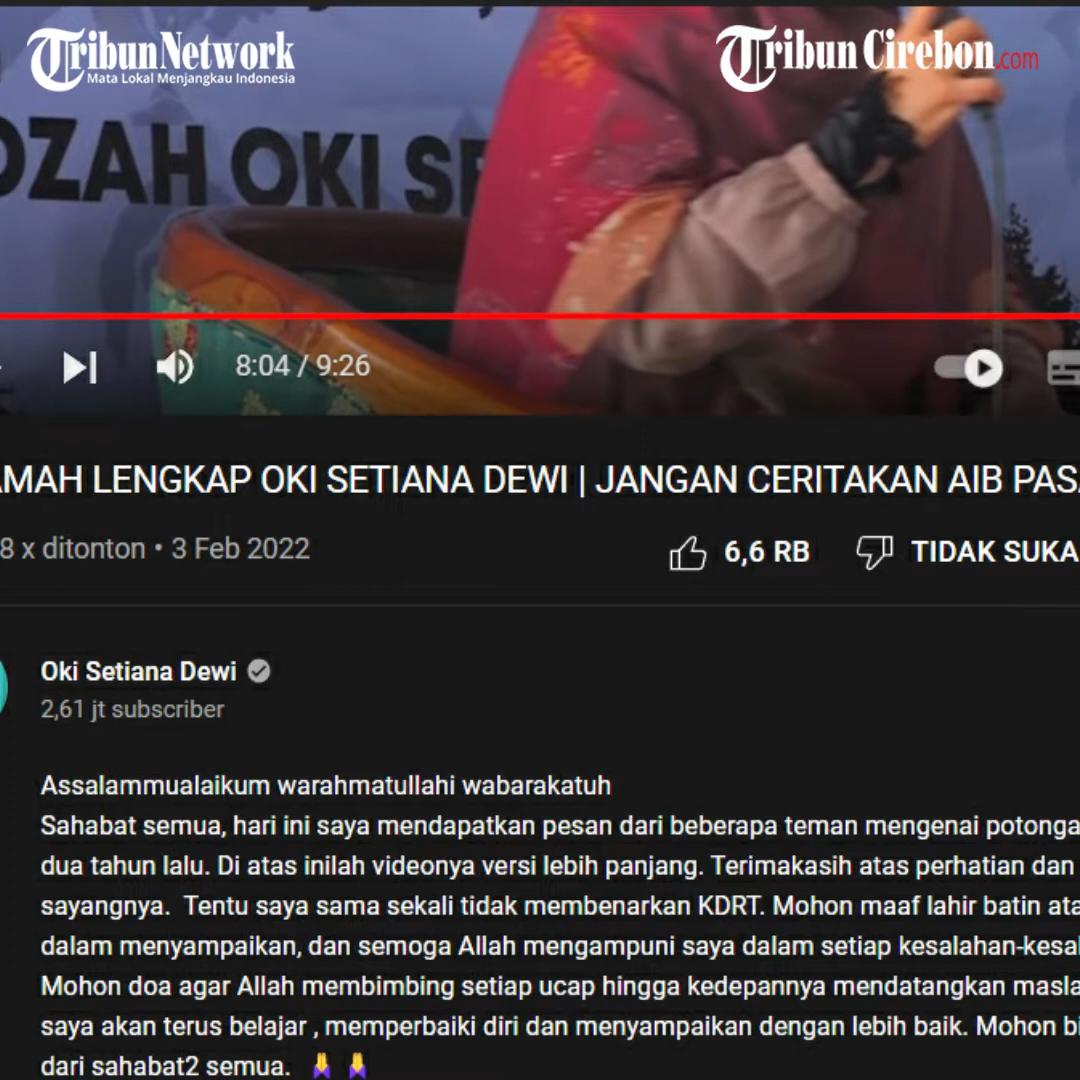 Tribun Network
Mata Lokal Menjangkau Indonesia
Tribun Cirebon.com
OZAH OKI SE
8:04 / 9:26
AMAH LENGKAP OKI SETIANA DEWI | JANGAN CERITAKAN AIB PASA
8 x ditonton • 3 Feb 2022
6,6 RB
TIDAK SUKA
Oki Setiana Dewi
2,61 jt subscriber
Assalammualaikum warahmatullahi wabarakatuh
Sahabat semua, hari ini saya mendapatkan pesan dari beberapa teman mengenai potonga
dua tahun lalu. Di atas inilah videonya versi lebih panjang. Terimakasih atas perhatian dan
sayangnya. Tentu saya sama sekali tidak membenarkan KDRT. Mohon maaf lahir batin ata
dalam menyampaikan, dan semoga Allah mengampuni saya dalam setiap kesalahan-kesal
Mohon doa agar Allah membimbing setiap ucap hingga kedepannya mendatangkan masla
saya akan terus belajar , memperbaiki diri dan menyampaikan dengan lebih baik. Mohon bi
dari sahabat2 semua.